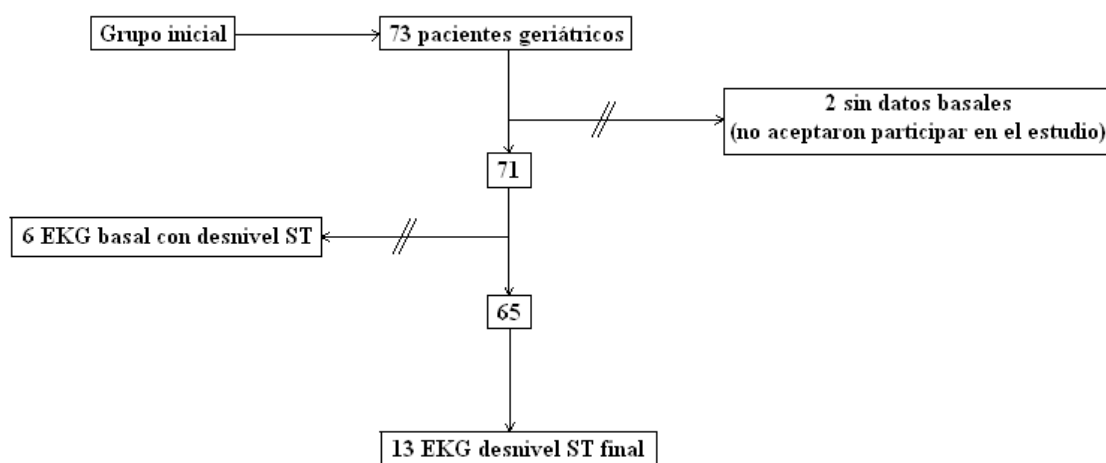 Grupo inicial
73 pacientes geriátricos
2 sin datos basales
(no aceptaron participar en el estudio)
71
6 EKG basal con desnivel ST
65
13 EKG desnivel ST final